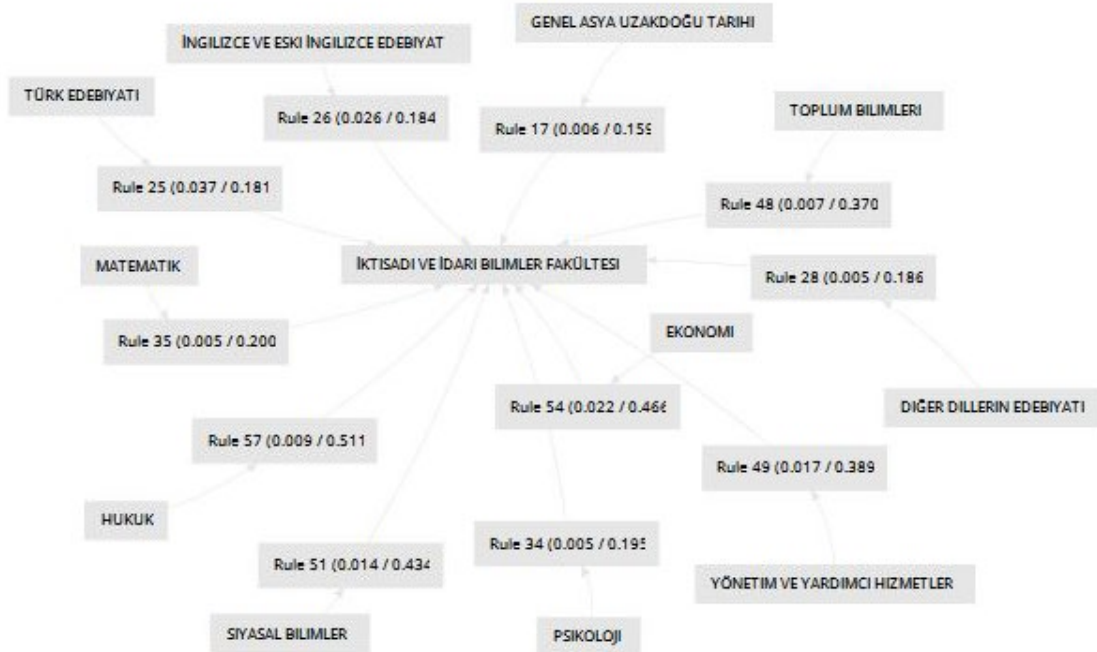 GENEL ASYA UZAKDOĞU TARIHI
İNGILIZCE VE ESKI İNGILIZCE EDEBIYAT
TÜRK EDEBIYATI
Rule 26 (0.026 / 0.184
Rule 17 (0.006 / 0.159
TOPLUM BILIMLERI
Rule 25 (0.037 / 0.181
Rule 48 (0.007 / 0.370
MATEMATIK
İKTISADI VE İDARI BILIMLER FAKÜLTESI
Rule 28 (0.005 / 0.186
Rule 35 (0.005 / 0.200
EKONOMI
Rule 54 (0.022 / 0.466
DIĞER DILLERIN EDEBIYATI
Rule 57 (0.009 / 0.511
Rule 49 (0.017 / 0.389
HUKUK
Rule 34 (0.005 / 0.195
Rule 51 (0.014 / 0.434
YÖNETIM VE YARDIMCI HIZMETLER
SIYASAL BILIMLER
PSIKOLOJI